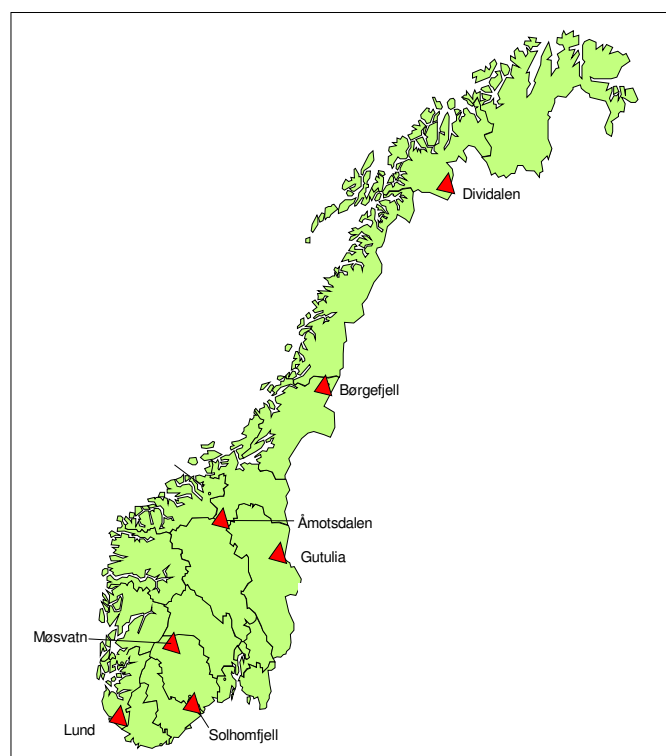 Dividalen
Børgefjell
Åmotsdalen
Gutulia
Møsvatn
Lund
Solhomfjell